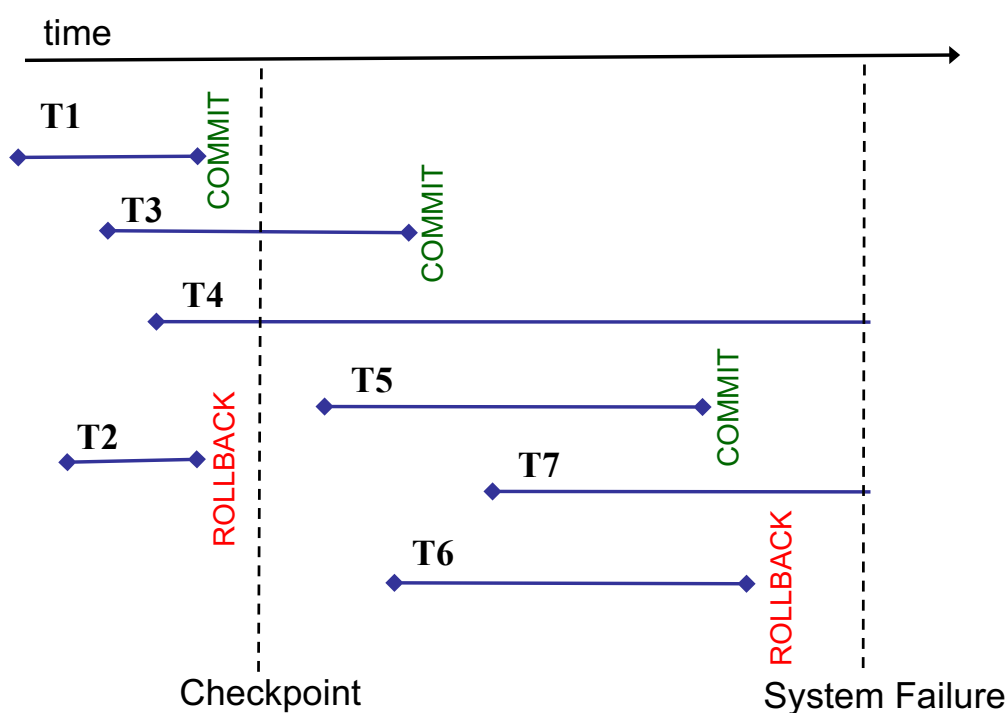 time
T1
COMMIT
T3
COMMIT
T4
T5
COMMIT
T2
ROLLBACK
T7
T6
ROLLBACK
Checkpoint
System Failure